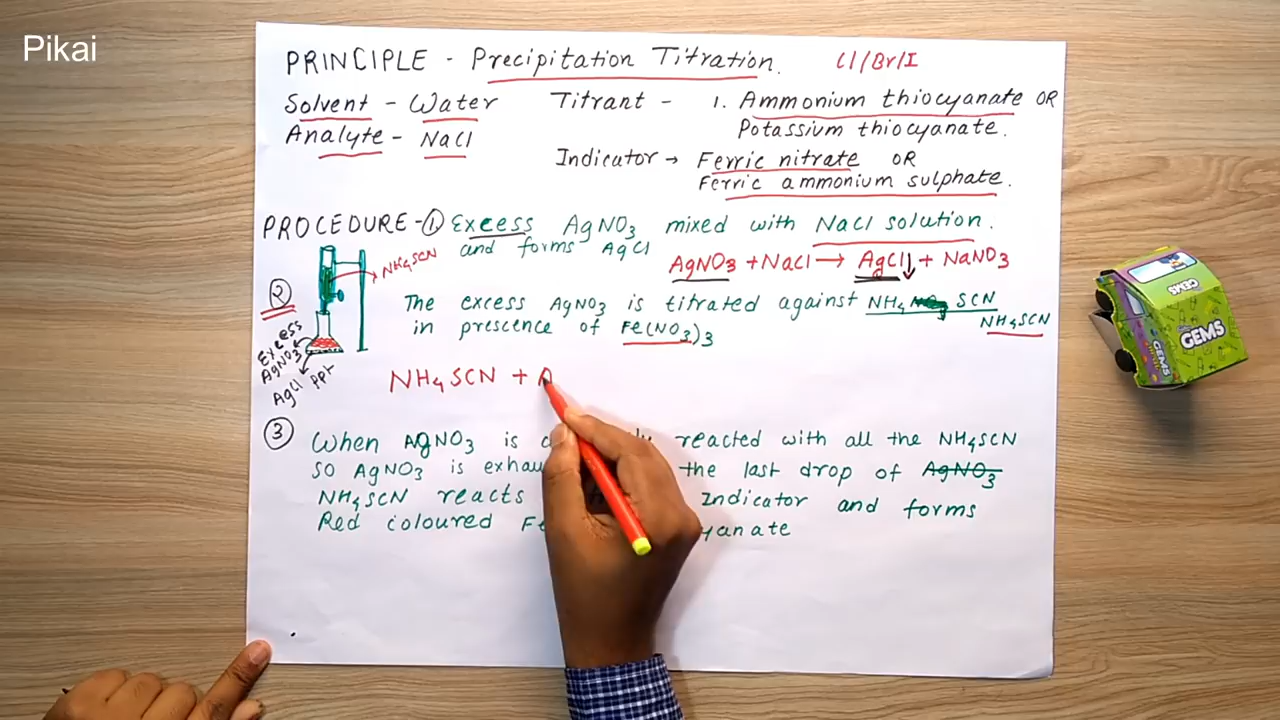 Pikai
PRINCIPLE - Precipitation Titration. Cl/Br/I
Solvent - Water Titrant - 1. Ammonium thiocyanate OR
Analyte - NaCl Potassium thiocyanate.
Indicator → Ferric nitrate OR
Ferric ammonium sulphate.
PROCEDURE - ① Excess AgNO3 mixed with NaCl solution.
and forms AgCl
NH4SCN
AgNO3 + NaCl → AgCl↓ + NaNO3
② The excess AgNO3 is titrated against NH4 SCN
NH4SCN
in prescence of Fe(NO3)3
Excess
AgNO3
AgCl ppt
NH4SCN + A
③ When AgNO3 is reacted with all the NH4SCN
SO AgNO3 is the last drop of AgNO3
NH4SCN reacts Indicator and forms
Red coloured
GEMS
GEMS
GEMS